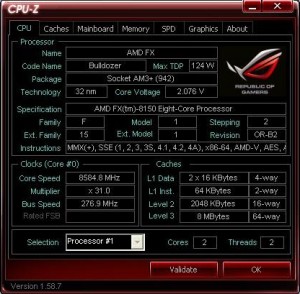 CPU-Z
CPU Caches Mainboard Memory SPD Graphics About
Processor
Name AMD FX
Code Name Bulldozer Max TDP 124 W
Package Socket AM3+ (942)
Technology 32 nm Core Voltage 2.076 V
REPUBLIC OF
GAMERS
Specification AMD FX(tm)-8150 Eight-Core Processor
Family F Model 1 Stepping 2
Ext. Family 15 Ext. Model 1 Revision OR-B2
Instructions MMX(+), SSE (1, 2, 3, 3S, 4.1, 4.2, 4A), x86-64, AMD-V, AES,
Clocks (Core #0)
Core Speed 8584.8 MHz
Multiplier x 31.0
Bus Speed 276.9 MHz
Rated FSB
Caches
L1 Data 2 x 16 KBytes 4-way
L1 Inst. 64 KBytes 2-way
Level 2 2048 KBytes 16-way
Level 3 8 MBytes 64-way
Selection Processor #1 Cores 2 Threads 2
Validate OK
Version 1.58.7